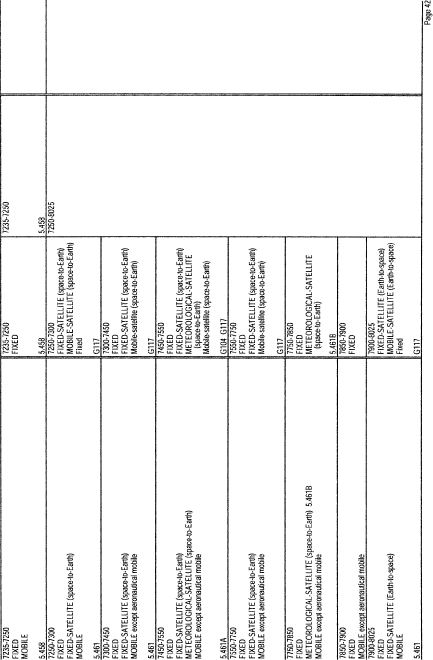 7235-7250
FIXED
MOBILE
5.458
7250-7300
FIXED
FIXED-SATELLITE (space-to-Earth)
MOBILE
5.461
7300-7450
FIXED
FIXED-SATELLITE (space-to-Earth)
MOBILE except aeronautical mobile
5.461
7450-7550
FIXED
FIXED-SATELLITE (space-to-Earth)
METEOROLOGICAL-SATELLITE (space-to-Earth)
MOBILE except aeronautical mobile
5.461A
7550-7750
FIXED
FIXED-SATELLITE (space-to-Earth)
MOBILE except aeronautical mobile
7750-7850
FIXED
METEOROLOGICAL-SATELLITE (space-to-Earth) 5.461B
MOBILE except aeronautical mobile
7850-7900
FIXED
MOBILE except aeronautical mobile
7900-8025
FIXED
FIXED-SATELLITE (Earth-to-space)
MOBILE
5.461
7235-7250
FIXED
5.458
7250-7300
FIXED-SATELLITE (space-to-Earth)
MOBILE-SATELLITE (space-to-Earth)
Fixed
G117
7300-7450
FIXED
FIXED-SATELLITE (space-to-Earth)
Mobile-satellite (space-to-Earth)
G117
7450-7550
FIXED
FIXED-SATELLITE (space-to-Earth)
METEOROLOGICAL-SATELLITE
(space-to-Earth)
Mobile-satellite (space-to-Earth)
G104 G117
7550-7750
FIXED
FIXED-SATELLITE (space-to-Earth)
Mobile-satellite (space-to-Earth)
G117
7750-7850
FIXED
METEOROLOGICAL-SATELLITE
(space-to-Earth)
5.461B
7850-7900
FIXED
7900-8025
FIXED-SATELLITE (Earth-to-space)
MOBILE-SATELLITE (Earth-to-space)
Fixed
G117
7235-7250
5.458
7250-8025
Page 42